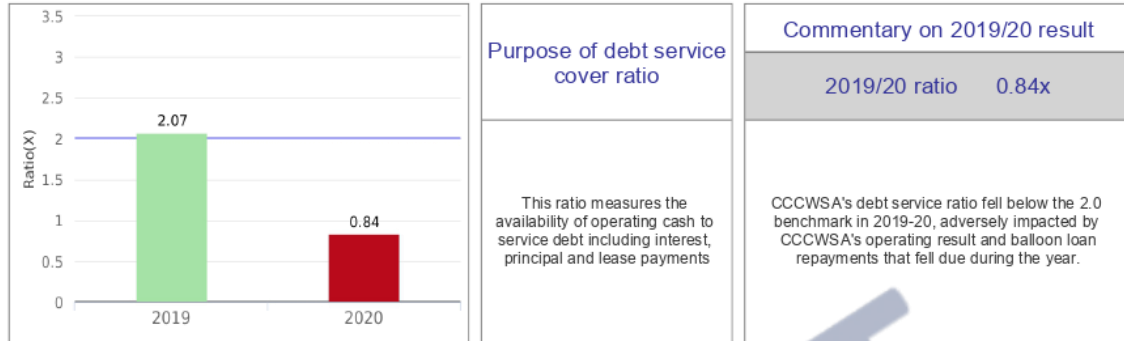 3.5
3
2.5
2
1.5
1
0.5
0
Ratio(X)
2.07
0.84
2019
2020
Purpose of debt service
cover ratio
This ratio measures the
availability of operating cash to
service debt including interest,
principal and lease payments
Commentary on 2019/20 result
2019/20 ratio 0.84x
CCCWSA's debt service ratio fell below the 2.0
benchmark in 2019-20, adversely impacted by
CCCWSA's operating result and balloon loan
repayments that fell due during the year.